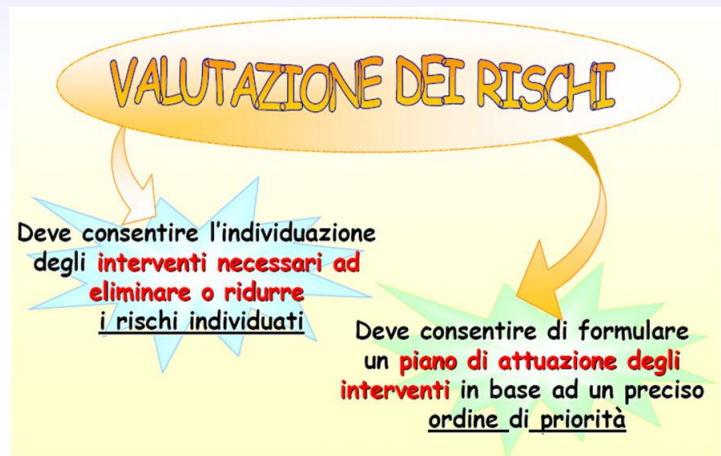 VALUTAZIONE DEI RISCHI
Deve consentire l'individuazione
degli interventi necessari ad
eliminare o ridurre
i rischi individuati
Deve consentire di formulare
un piano di attuazione degli
interventi in base ad un preciso
ordine di priorità